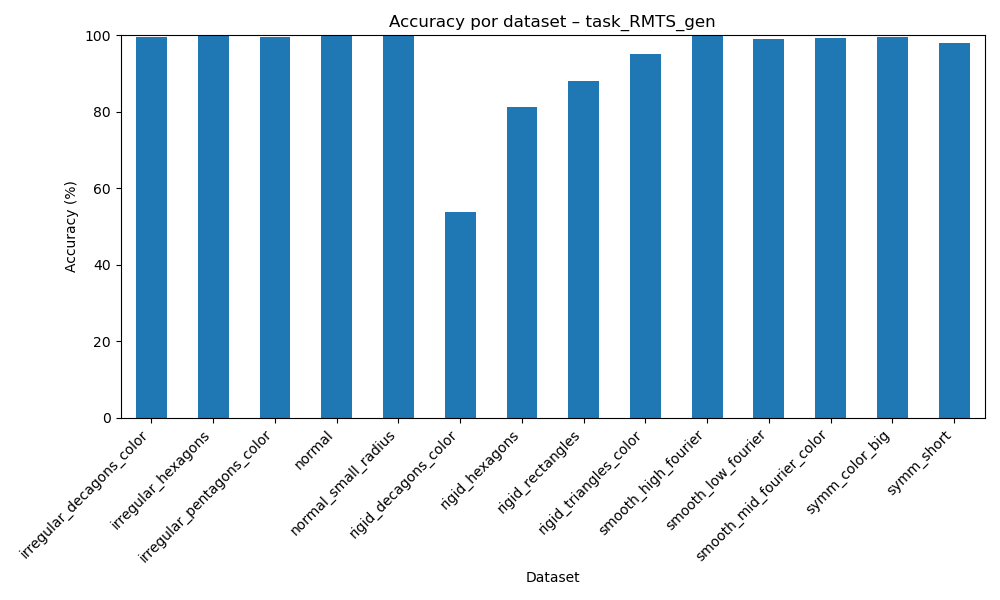 Accuracy por dataset – task_RMTS_gen
Accuracy (%)
100
80
60
40
20
0
irregular_decagons_color
irregular_hexagons
irregular_pentagons_color
normal
normal_small_radius
rigid_decagons_color
rigid_hexagons
rigid_rectangles
rigid_triangles_color
smooth_high_fourier
smooth_low_fourier
smooth_mid_fourier_color
symm_color_big
symm_short
Dataset